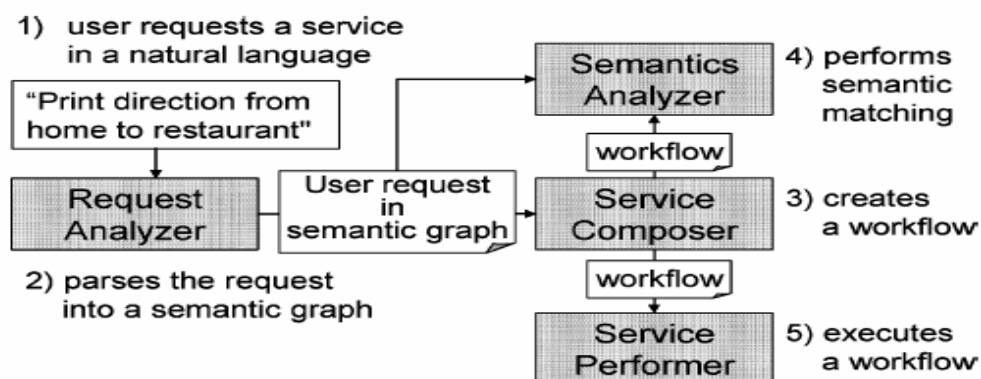 1) user requests a service
in a natural language
“Print direction from
home to restaurant"
Request
Analyzer
2) parses the request
into a semantic graph
User request
in
semantic graph
Semantics
Analyzer
4) performs
semantic
matching
workflow
Service
Composer
3) creates
a workflow
workflow
Service
Performer
5) executes
a workflow